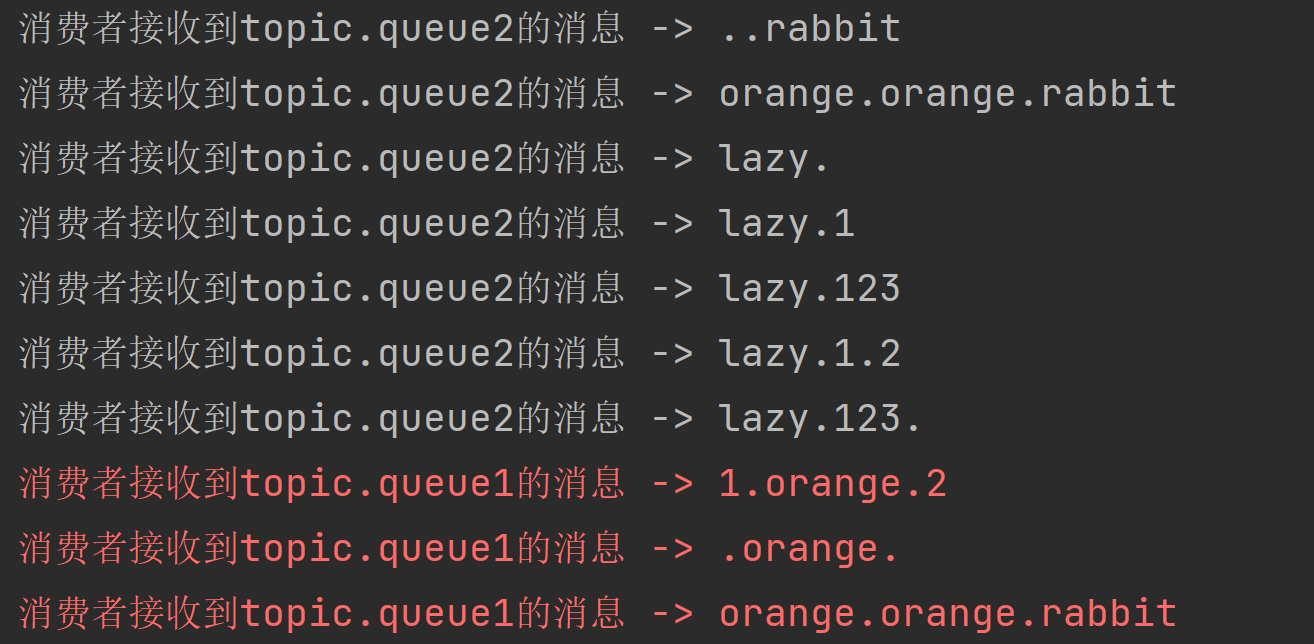 消费者接收到topic.queue2的消息 -> ..rabbit
消费者接收到topic.queue2的消息 -> orange.orange.rabbit
消费者接收到topic.queue2的消息 -> lazy.
消费者接收到topic.queue2的消息 -> lazy.1
消费者接收到topic.queue2的消息 -> lazy.123
消费者接收到topic.queue2的消息 -> lazy.1.2
消费者接收到topic.queue2的消息 -> lazy.123.
消费者接收到topic.queue1的消息 -> 1.orange.2
消费者接收到topic.queue1的消息 -> .orange.
消费者接收到topic.queue1的消息 -> orange.orange.rabbit